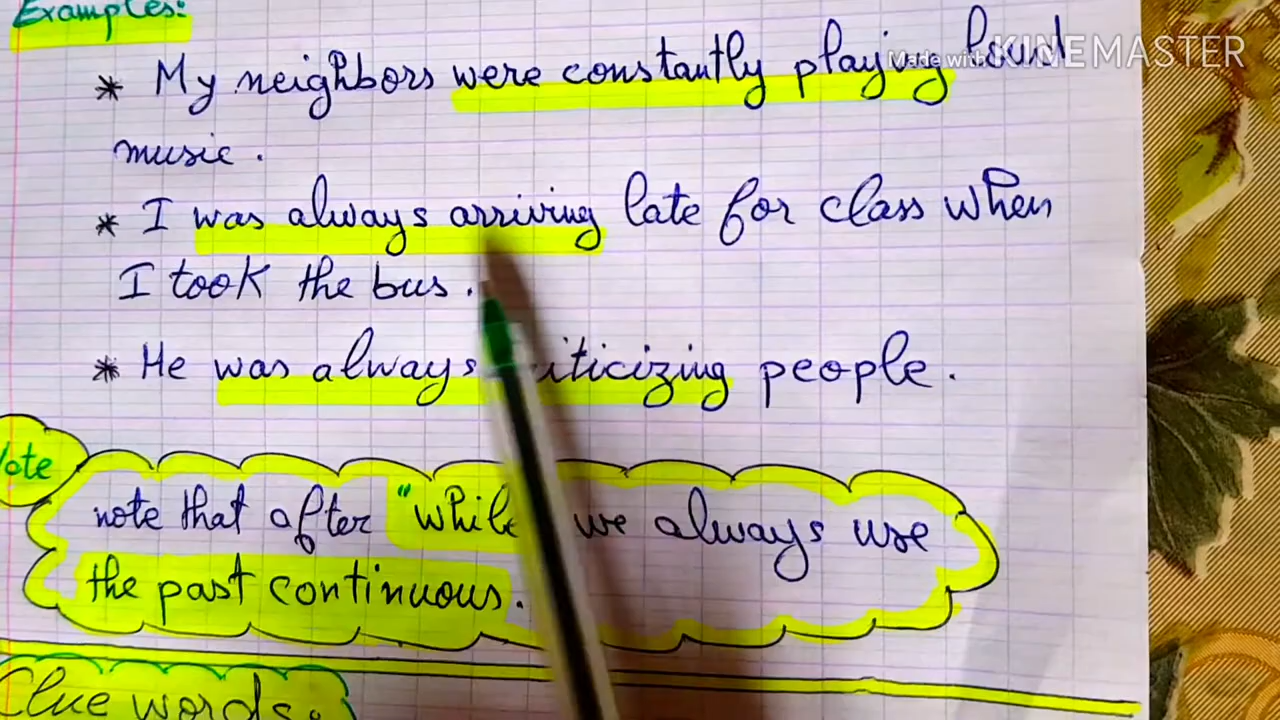 Examples:
* My neighbors were constantly playing loud
music.
* I was always arriving late for class when
I took the bus.
* He was always criticizing people.
Note
note that after "while we always use
the past continuous.
Clue words:
Made with KINEMASTER